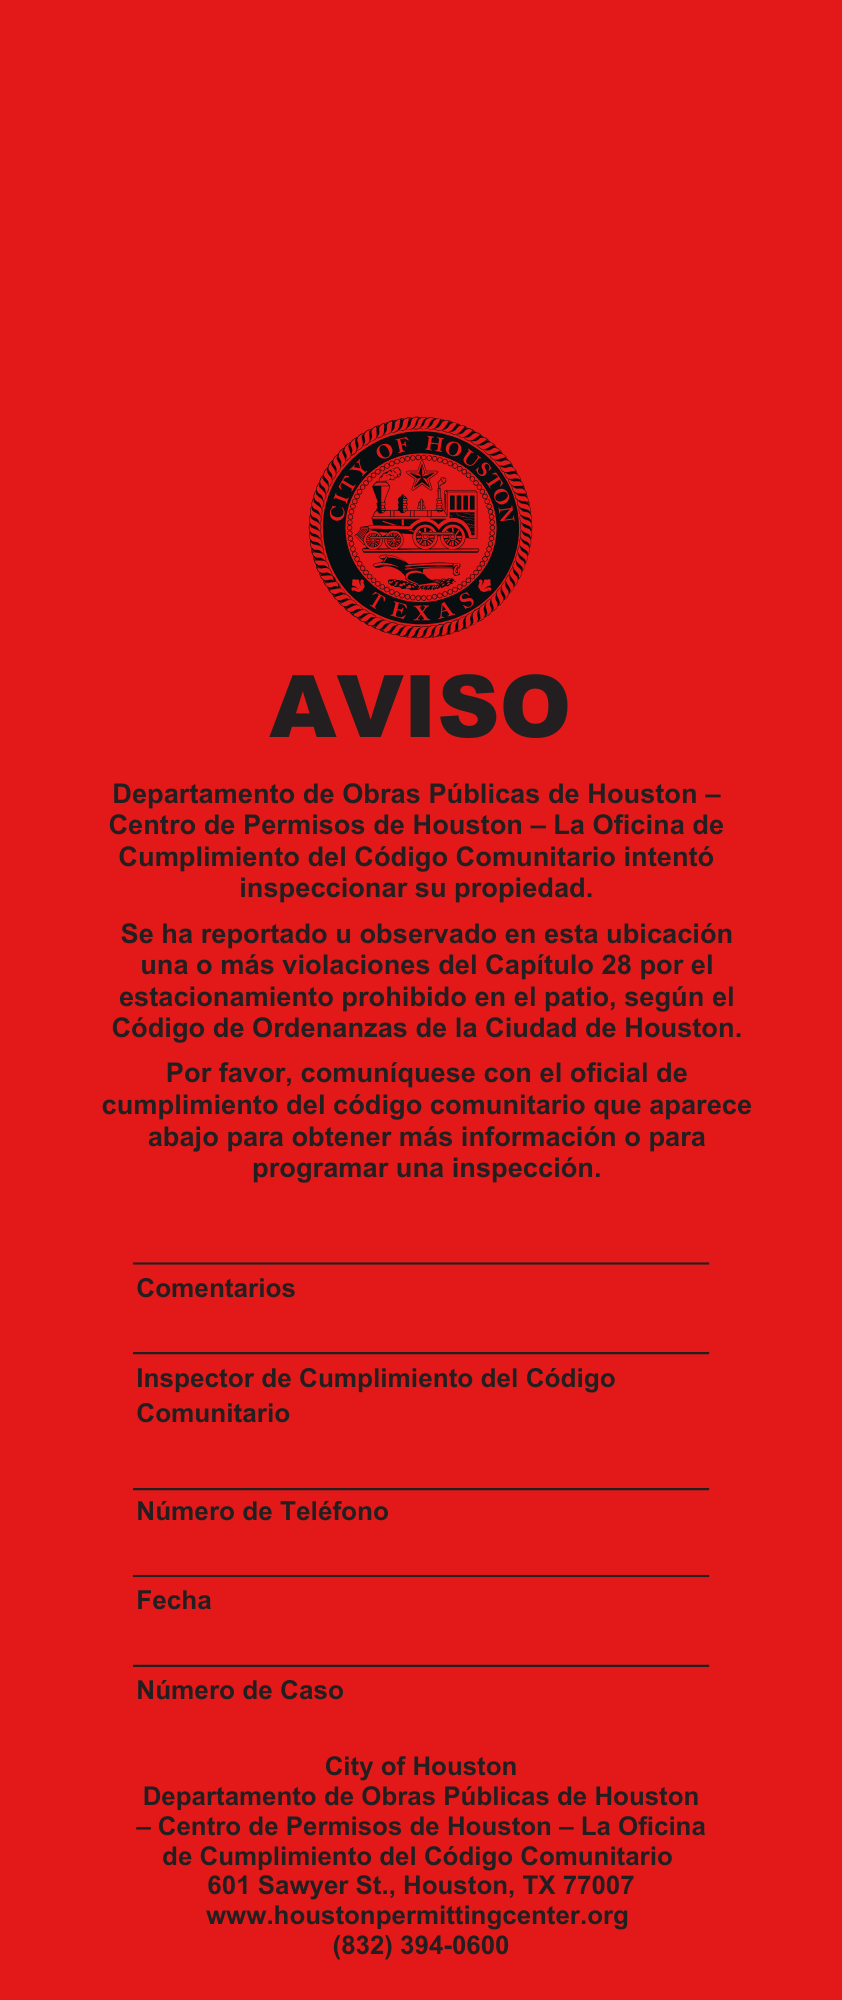 CITY OF HOUSTON
TEXAS
AVISO
Departamento de Obras Públicas de Houston –
Centro de Permisos de Houston – La Oficina de
Cumplimiento del Código Comunitario intentó
inspeccionar su propiedad.
Se ha reportado u observado en esta ubicación
una o más violaciones del Capítulo 28 por el
estacionamiento prohibido en el patio, según el
Código de Ordenanzas de la Ciudad de Houston.
Por favor, comuníquese con el oficial de
cumplimiento del código comunitario que aparece
abajo para obtener más información o para
programar una inspección.
Comentarios
Inspector de Cumplimiento del Código
Comunitario
Número de Teléfono
Fecha
Número de Caso
City of Houston
Departamento de Obras Públicas de Houston
– Centro de Permisos de Houston – La Oficina
de Cumplimiento del Código Comunitario
601 Sawyer St., Houston, TX 77007
www.houstonpermittingcenter.org
(832) 394-0600